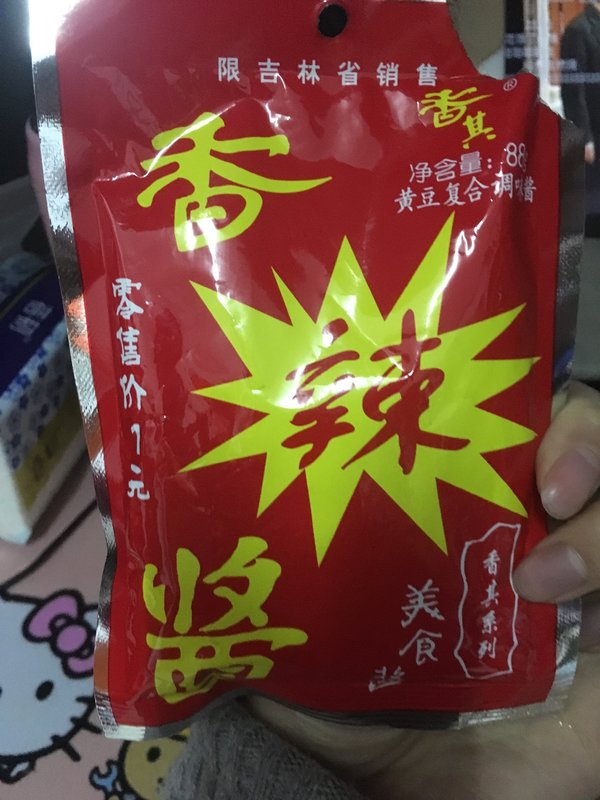 限吉林省销售
香其®
净含量:88
黄豆复合调味酱
香
辣
酱
零售价1元
香其系列
美食